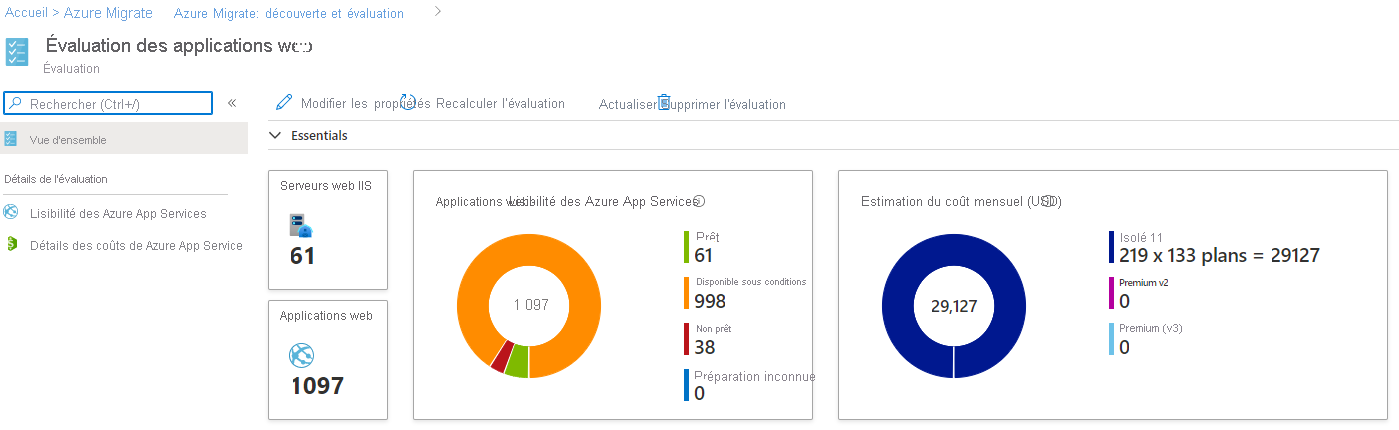 Accueil > Azure Migrate Azure Migrate: découverte et évaluation >
Évaluation des applications web
Évaluation
Rechercher (Ctrl+/) «
Modifier les propriétés Recalculer l'évaluation Actualiser Supprimer l'évaluation
Vue d'ensemble
Essentials
Détails de l'évaluation
Lisibilité des Azure App Services
Détails des coûts de Azure App Service
Serveurs web IIS
61
Applications web
1097
Applications web Lisibilité des Azure App Services
1 097
Prêt
61
Disponible sous conditions
998
Non prêt
38
Préparation inconnue
0
Estimation du coût mensuel (USD)
29,127
Isolé 11
219 x 133 plans = 29127
Premium v2
0
Premium (v3)
0